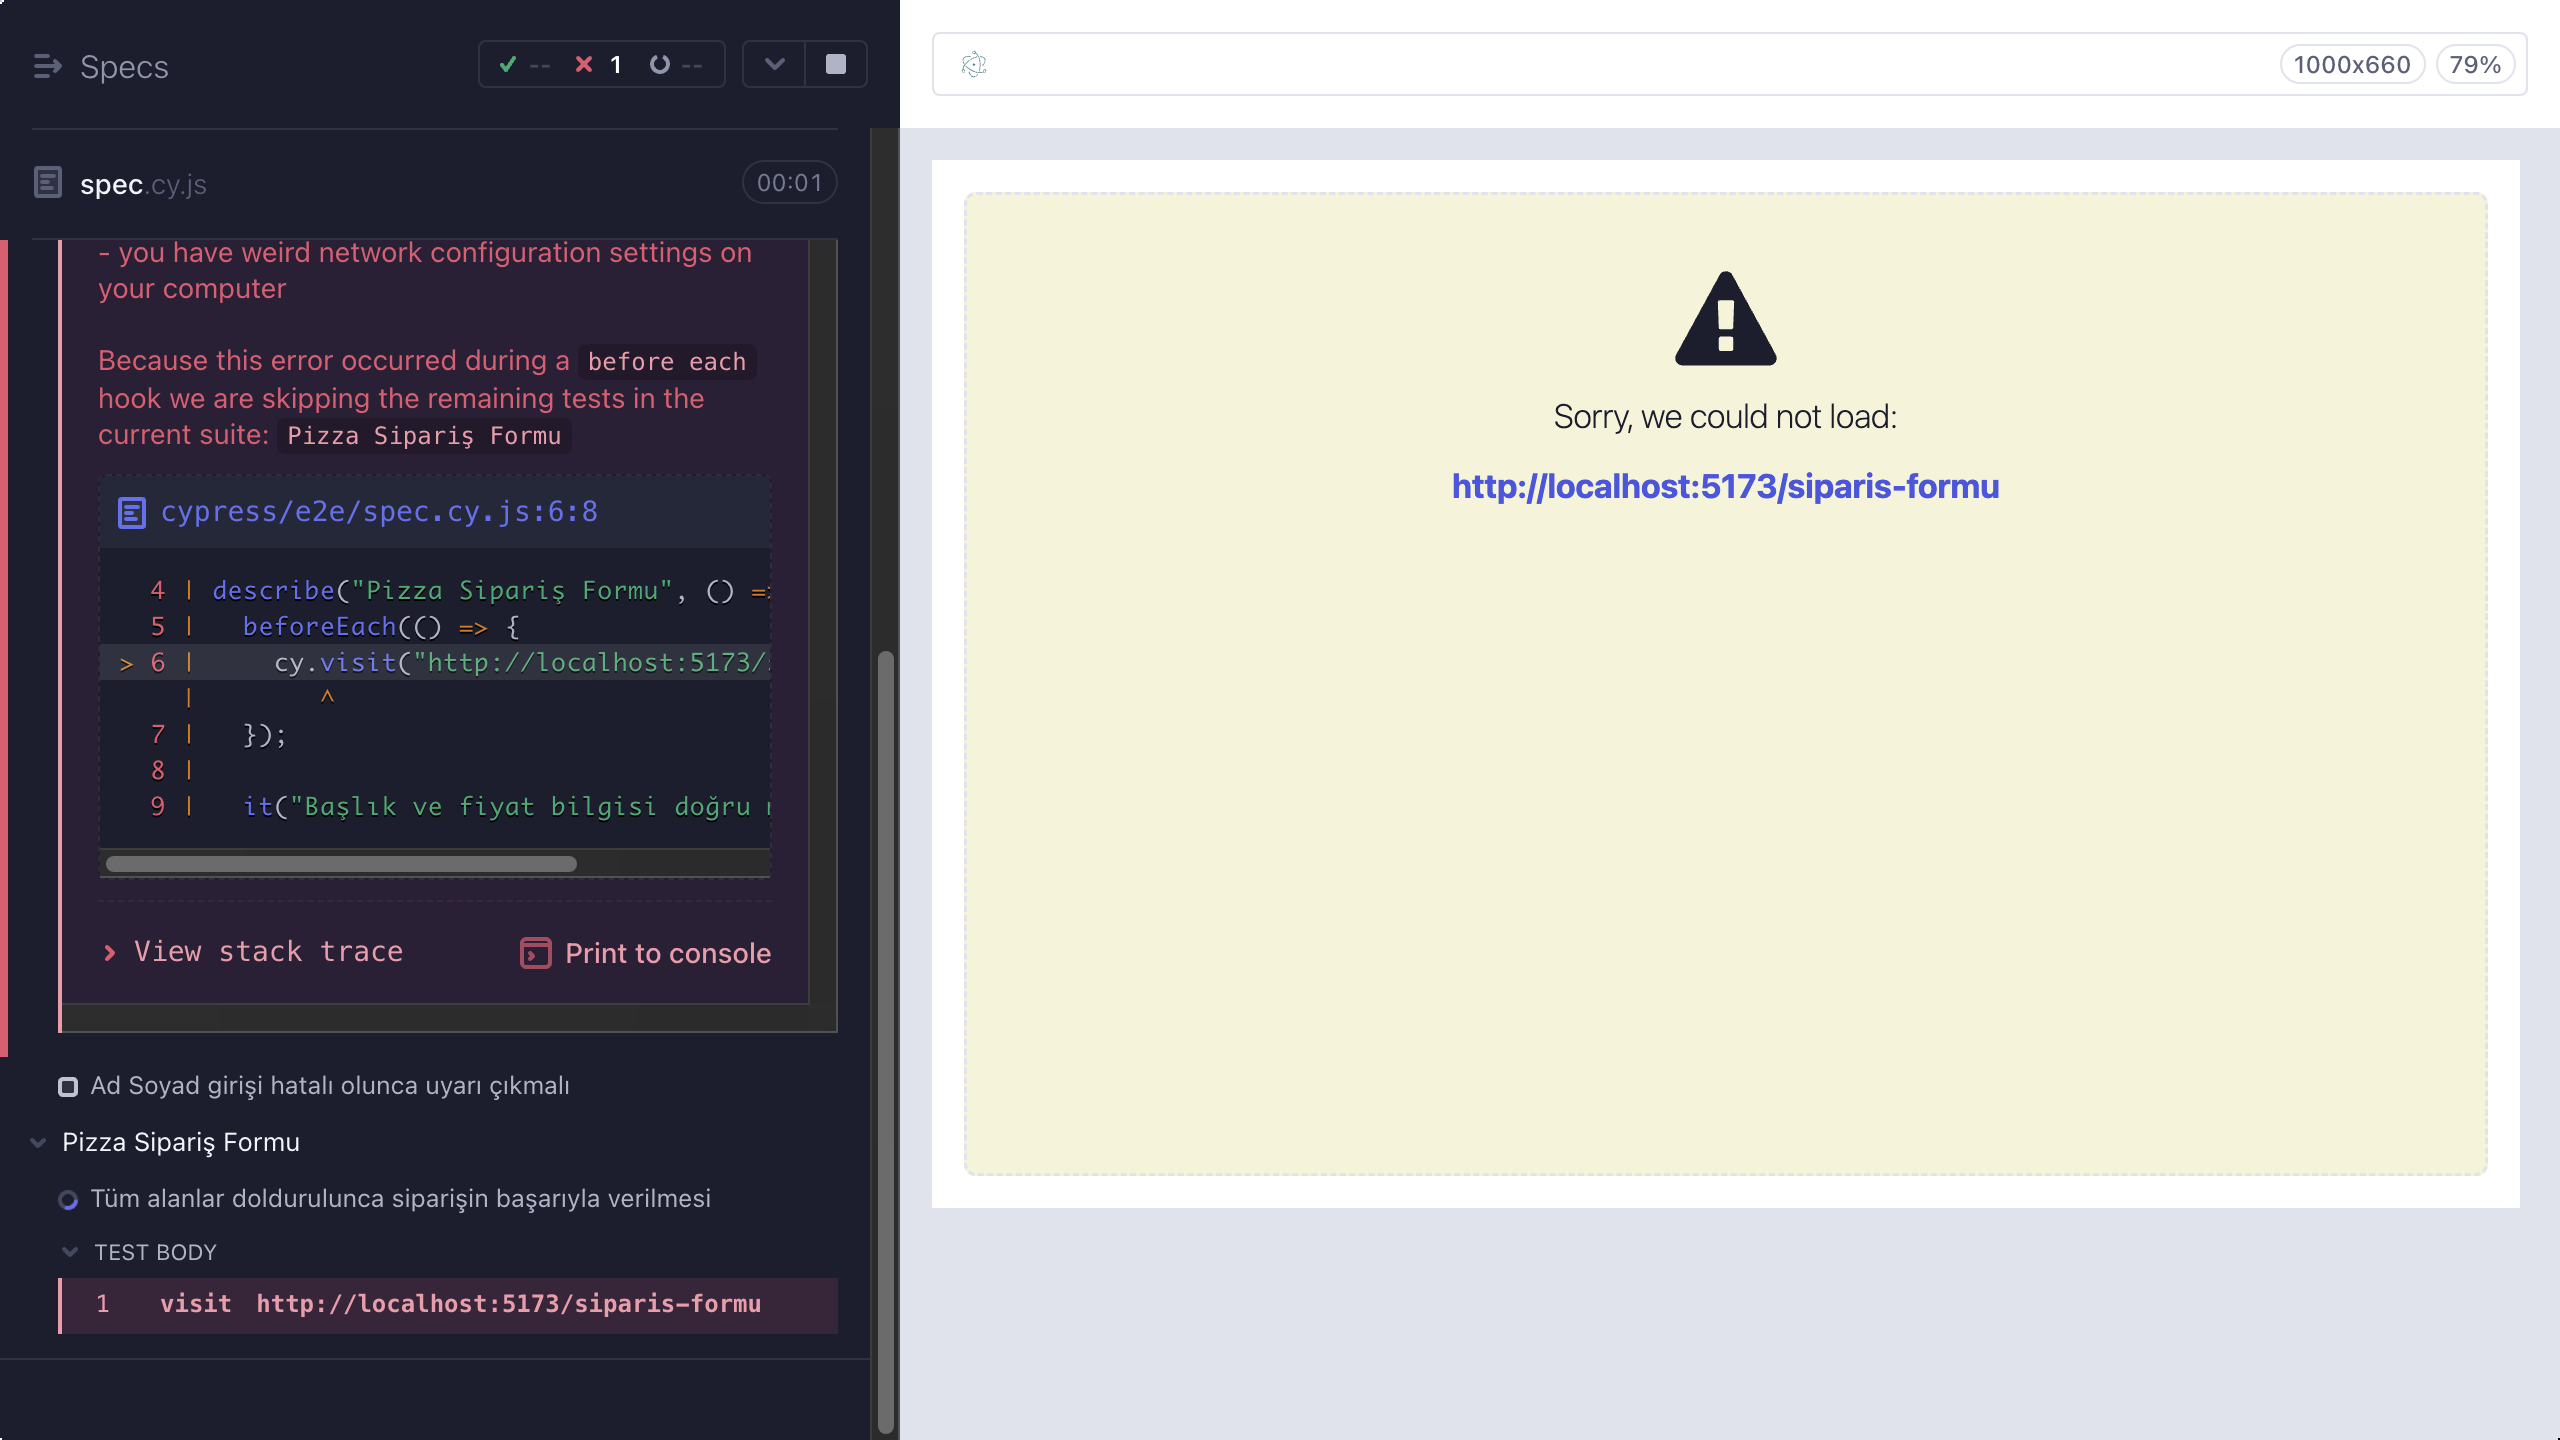 Specs
-- 1 --
spec.cy.js 00:01
- you have weird network configuration settings on
your computer
Because this error occurred during a before each
hook we are skipping the remaining tests in the
current suite: Pizza Sipariş Formu
cypress/e2e/spec.cy.js:6:8
4 | describe("Pizza Sipariş Formu", () =>
5 |   beforeEach(() => {
> 6 |     cy.visit("http://localhost:5173/
|        ^
7 |   });
8 |
9 |   it("Başlık ve fiyat bilgisi doğru
View stack trace Print to console
Ad Soyad girişi hatalı olunca uyarı çıkmalı
Pizza Sipariş Formu
Tüm alanlar doldurulunca siparişin başarıyla verilmesi
TEST BODY
1 visit http://localhost:5173/siparis-formu
1000x660 79%
Sorry, we could not load:
http://localhost:5173/siparis-formu